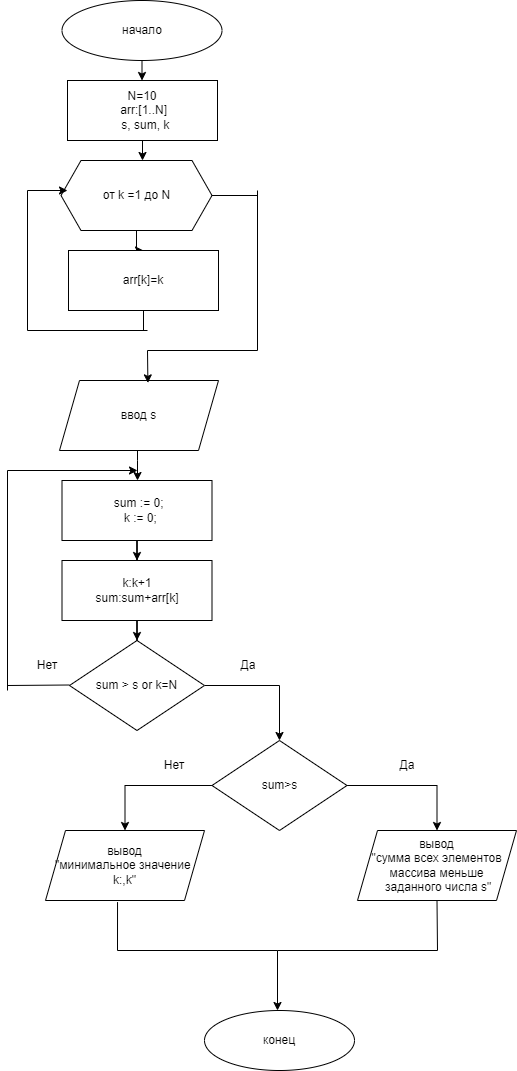 начало
N=10
arr:[1..N]
s, sum, k
от k =1 до N
arr[k]=k
ввод s
sum := 0;
k := 0;
k:k+1
sum:sum+arr[k]
Нет
sum > s or k=N
Да
Нет
sum>s
Да
вывод
"минимальное значение
k:,k"
вывод
"сумма всех элементов
массива меньше
заданного числа s"
конец